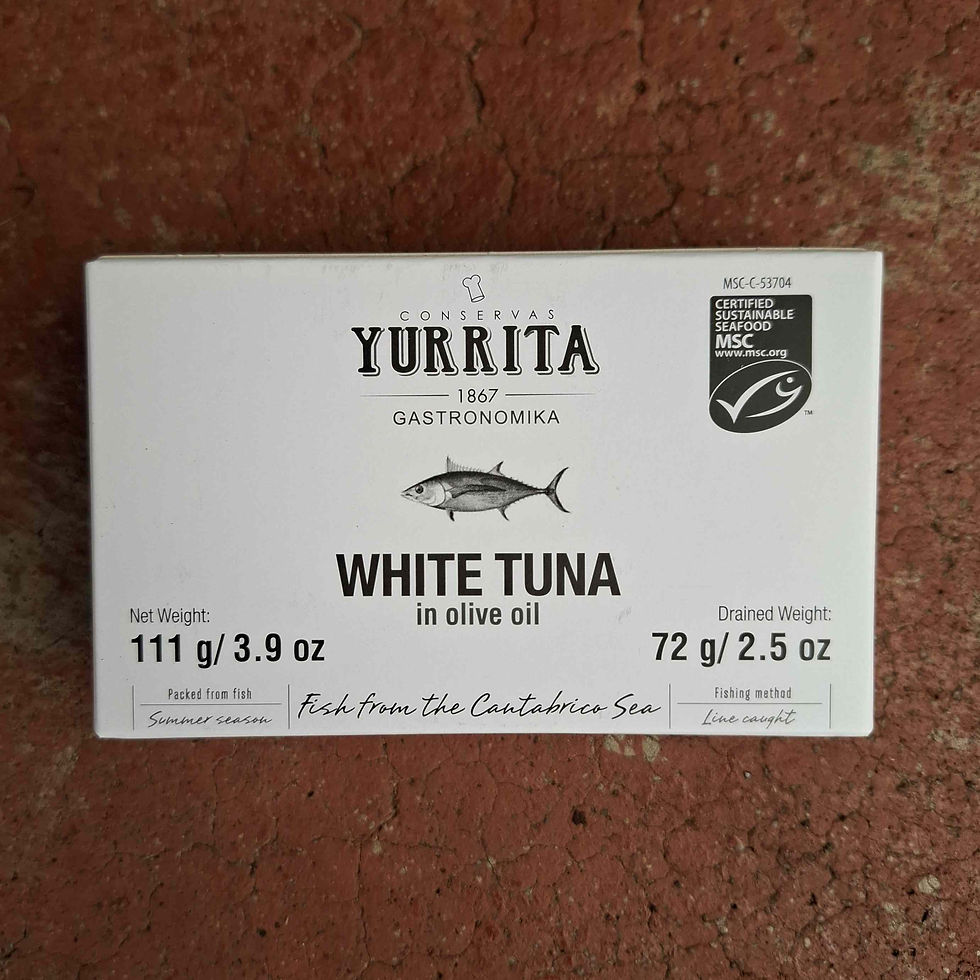 CONSERVAS
YURRITA
1867
GASTRONOMIKA
MSC-C-53704
CERTIFIED
SUSTAINABLE
SEAFOOD
MSC
www.msc.org
TM
WHITE TUNA
in olive oil
Net Weight:
111 g/ 3.9 oz
Drained Weight:
72 g/ 2.5 oz
Packed from fish
Summer season
Fish from the Cantabrico Sea
Fishing method
Line caught